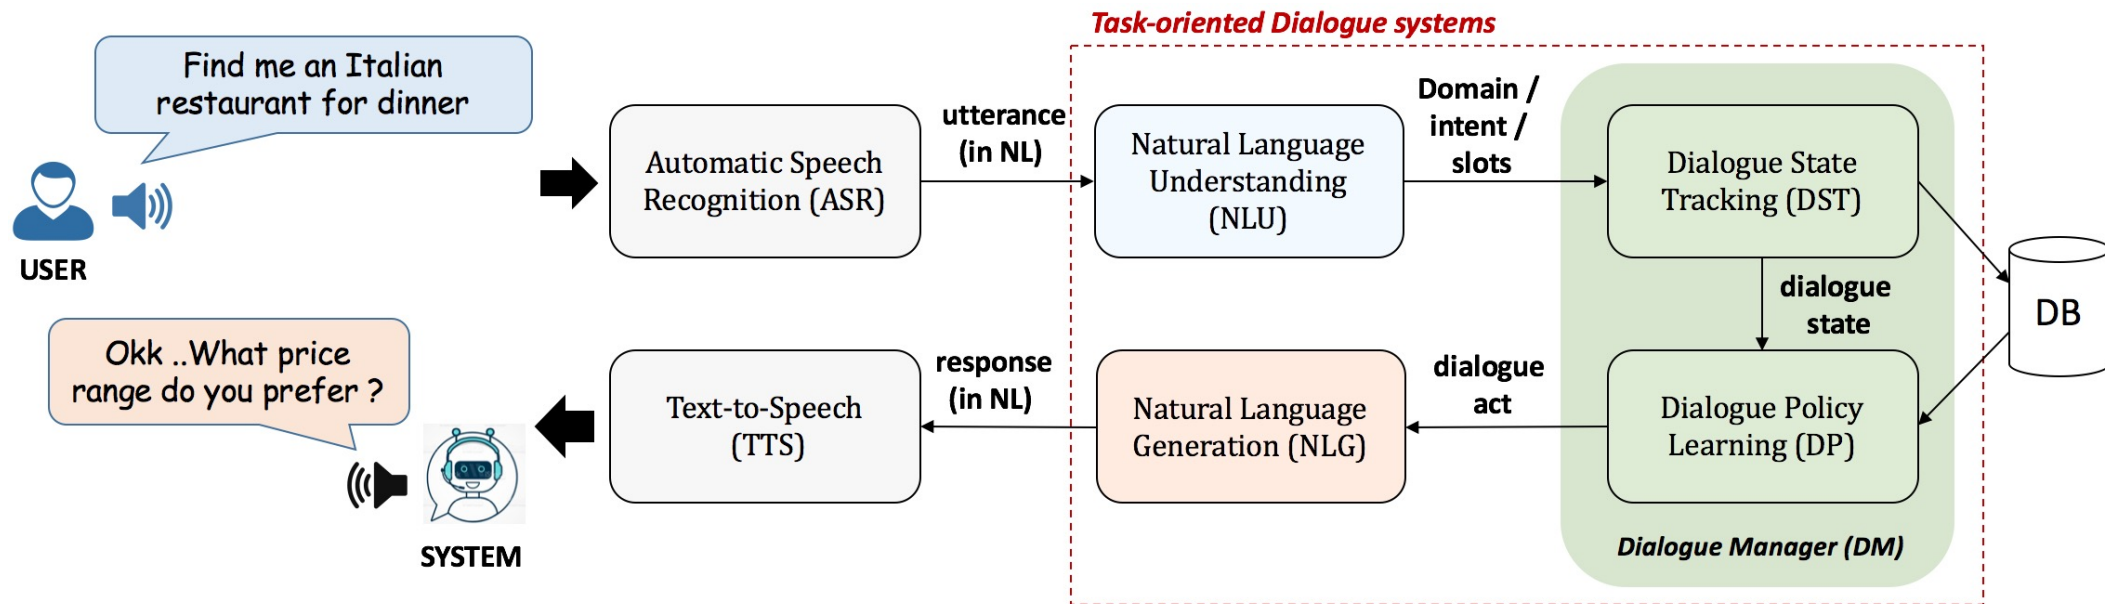 Task-oriented Dialogue systems
Find me an Italian
restaurant for dinner
USER
Automatic Speech
Recognition (ASR)
utterance
(in NL)
Natural Language
Understanding
(NLU)
Domain /
intent /
slots
Dialogue State
Tracking (DST)
dialogue
state
DB
Dialogue Policy
Learning (DP)
Dialogue Manager (DM)
dialogue
act
Natural Language
Generation (NLG)
response
(in NL)
Text-to-Speech
(TTS)
Okk ..What price
range do you prefer ?
SYSTEM